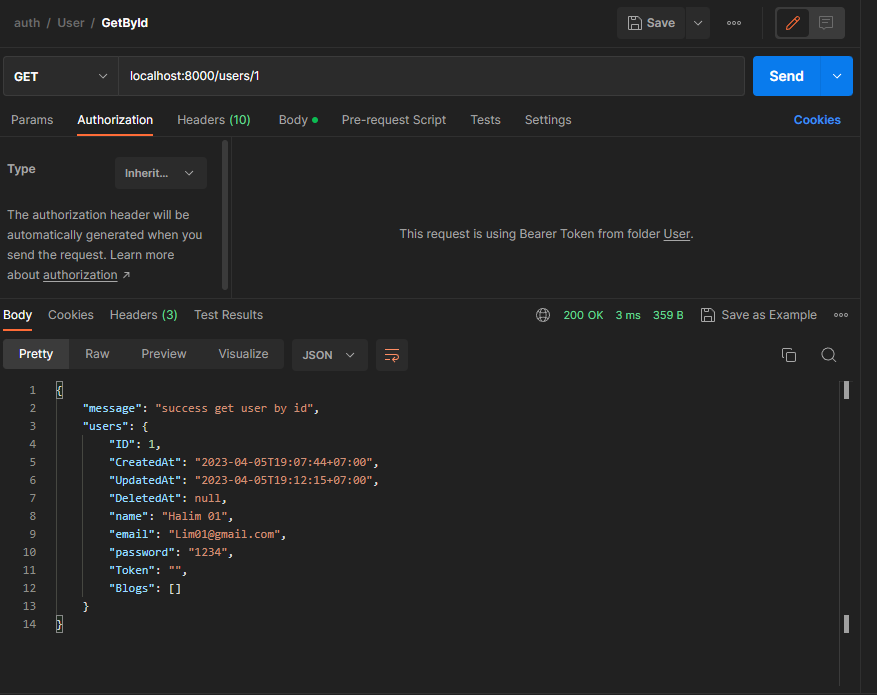 auth / User / GetById
Save
GET
localhost:8000/users/1
Send
Params Authorization Headers (10) Body Pre-request Script Tests Settings Cookies
Type
Inherit...
The authorization header will be
automatically generated when you
send the request. Learn more
about authorization ↗
This request is using Bearer Token from folder User.
Body Cookies Headers (3) Test Results 200 OK 3 ms 359 B Save as Example
Pretty Raw Preview Visualize JSON
1 {
2 "message": "success get user by id",
3 "users": {
4 "ID": 1,
5 "CreatedAt": "2023-04-05T19:07:44+07:00",
6 "UpdatedAt": "2023-04-05T19:12:15+07:00",
7 "DeletedAt": null,
8 "name": "Halim 01",
9 "email": "Lim01@gmail.com",
10 "password": "1234",
11 "Token": "",
12 "Blogs": []
13 }
14 }